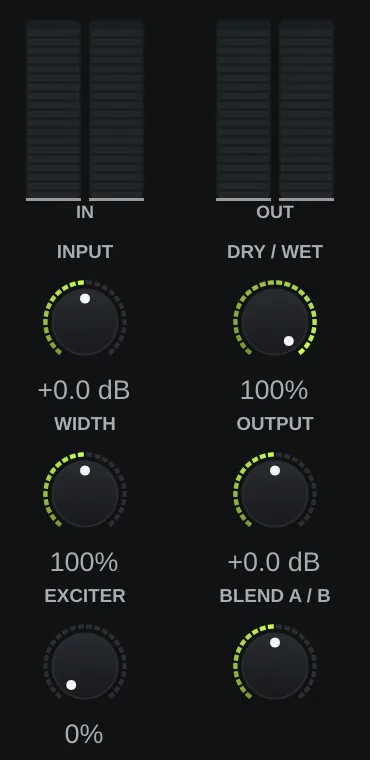 IN OUT
INPUT DRY / WET
+0.0 dB 100%
WIDTH OUTPUT
100% +0.0 dB
EXCITER BLEND A / B
0%